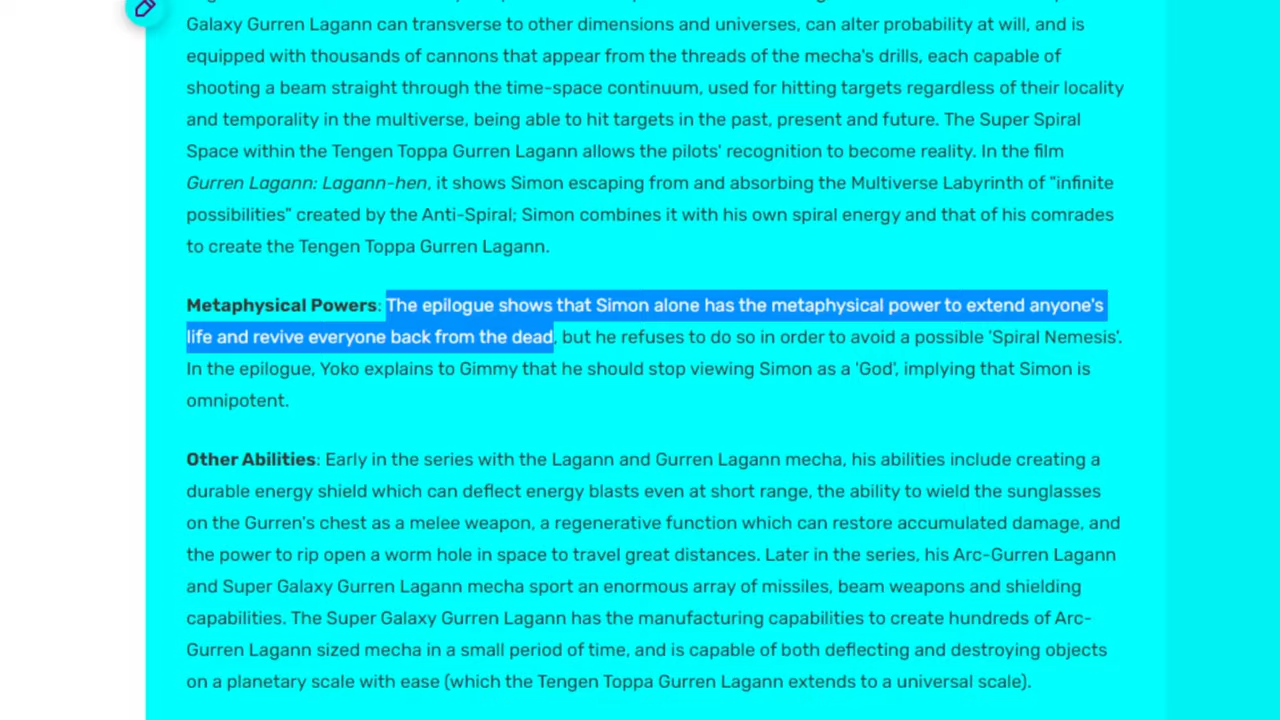 Galaxy Gurren Lagann can transverse to other dimensions and universes, can alter probability at will, and is
equipped with thousands of cannons that appear from the threads of the mecha's drills, each capable of
shooting a beam straight through the time-space continuum, used for hitting targets regardless of their locality
and temporality in the multiverse, being able to hit targets in the past, present and future. The Super Spiral
Space within the Tengen Toppa Gurren Lagann allows the pilots' recognition to become reality. In the film
Gurren Lagann: Lagann-hen, it shows Simon escaping from and absorbing the Multiverse Labyrinth of "infinite
possibilities" created by the Anti-Spiral; Simon combines it with his own spiral energy and that of his comrades
to create the Tengen Toppa Gurren Lagann.
Metaphysical Powers: The epilogue shows that Simon alone has the metaphysical power to extend anyone's
life and revive everyone back from the dead, but he refuses to do so in order to avoid a possible 'Spiral Nemesis'.
In the epilogue, Yoko explains to Gimmy that he should stop viewing Simon as a 'God', implying that Simon is
omnipotent.
Other Abilities: Early in the series with the Lagann and Gurren Lagann mecha, his abilities include creating a
durable energy shield which can deflect energy blasts even at short range, the ability to wield the sunglasses
on the Gurren's chest as a melee weapon, a regenerative function which can restore accumulated damage, and
the power to rip open a worm hole in space to travel great distances. Later in the series, his Arc-Gurren Lagann
and Super Galaxy Gurren Lagann mecha sport an enormous array of missiles, beam weapons and shielding
capabilities. The Super Galaxy Gurren Lagann has the manufacturing capabilities to create hundreds of Arc-
Gurren Lagann sized mecha in a small period of time, and is capable of both deflecting and destroying objects
on a planetary scale with ease (which the Tengen Toppa Gurren Lagann extends to a universal scale).